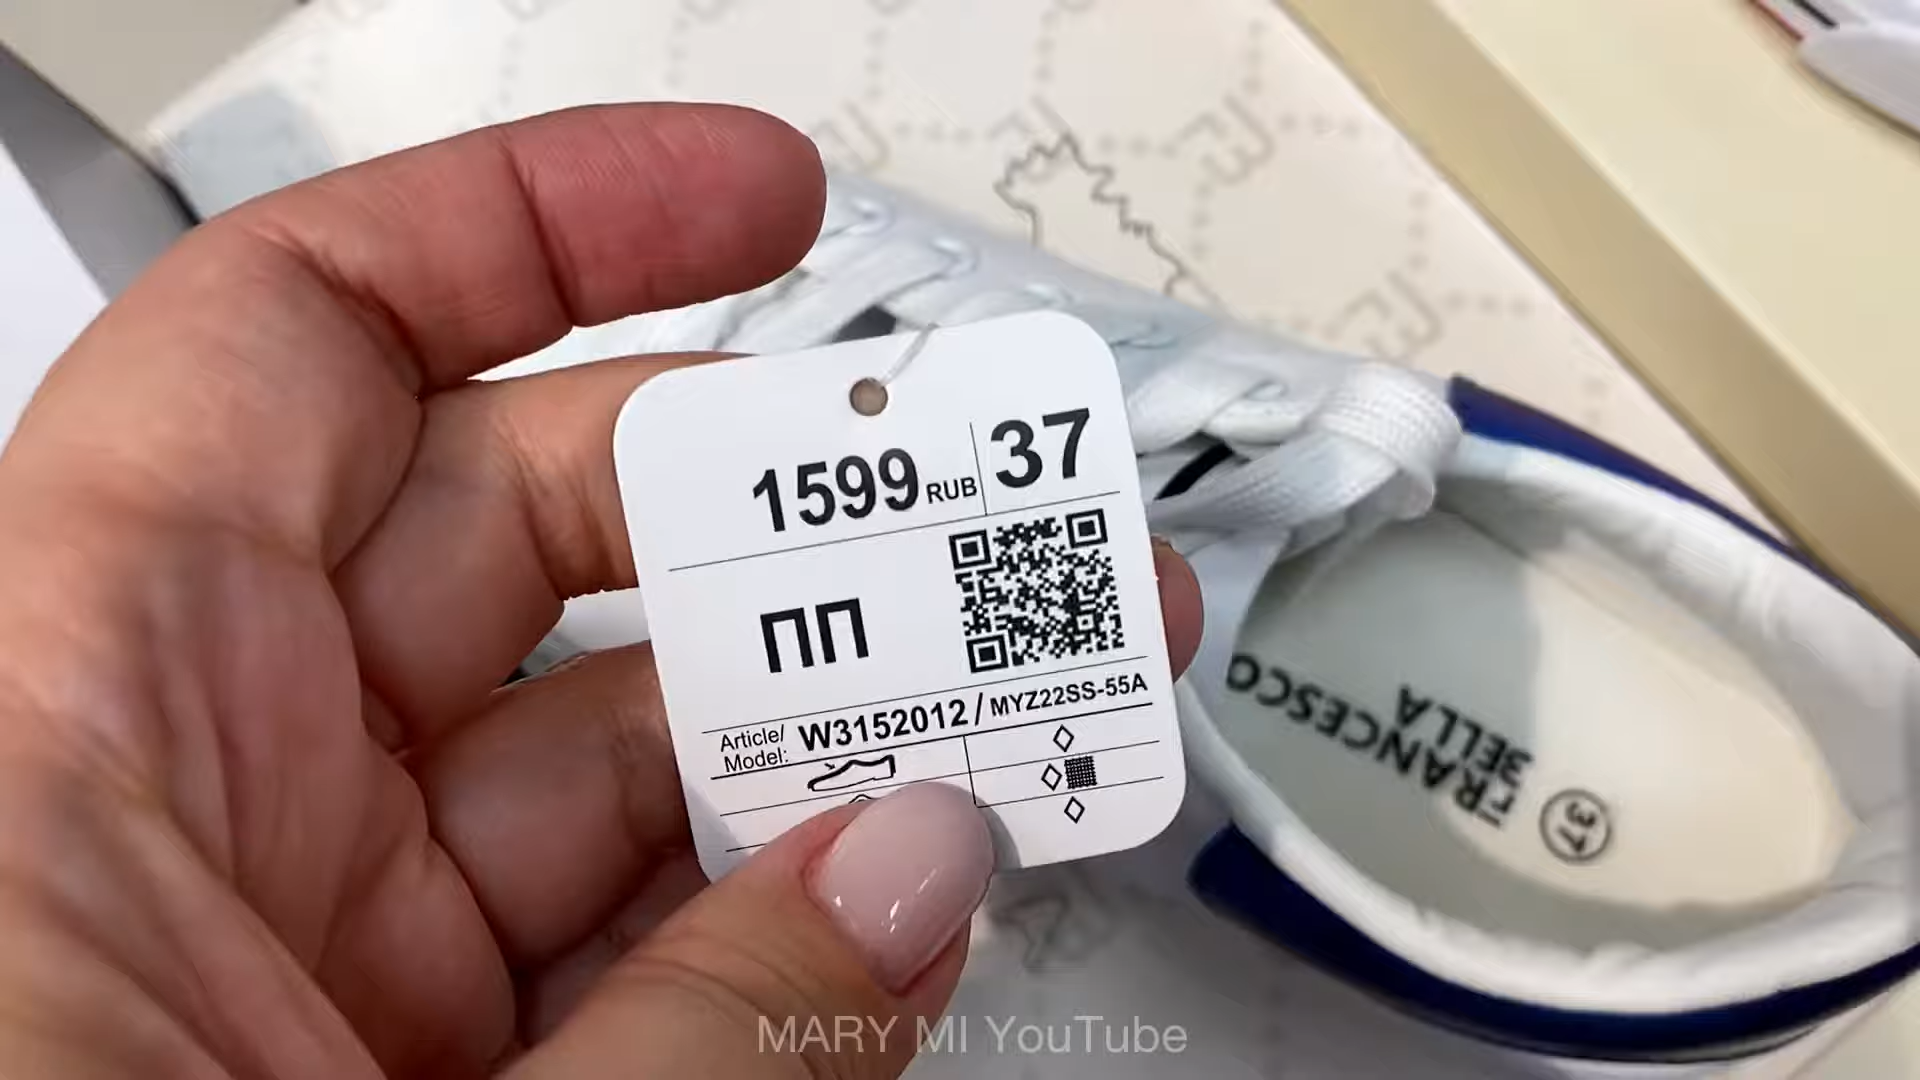 1599 RUB 37
ПП
Article/ Model: W3152012 / MYZ22SS-55A
FRANCESCO
BELLA
37
MARY MI YouTube